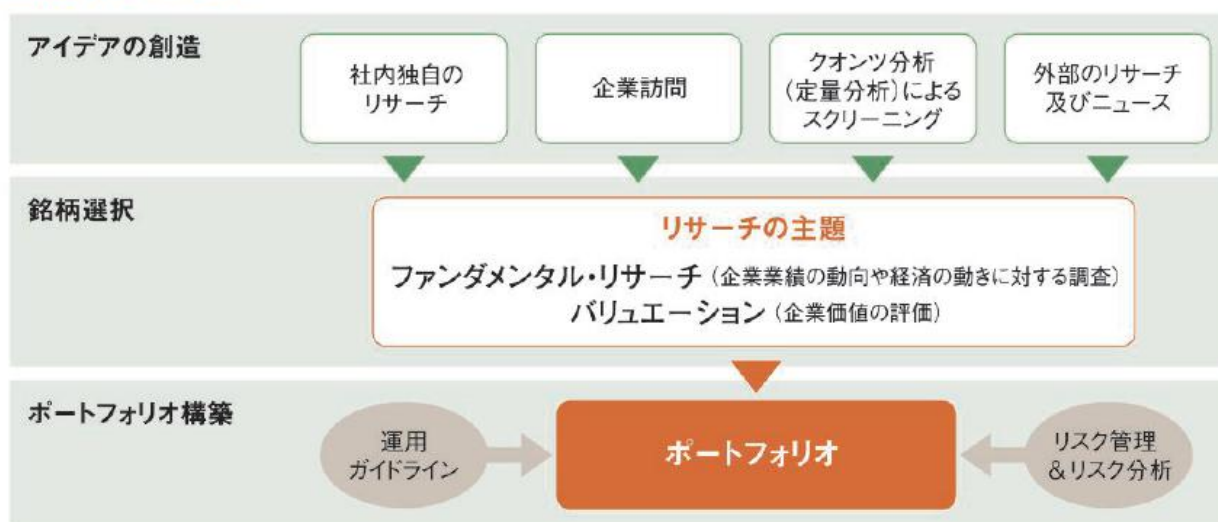 アイデアの創造
社内独自の
リサーチ
企業訪問
クオンツ分析
(定量分析)による
スクリーニング
外部のリサーチ
及びニュース
銘柄選択
リサーチの主題
ファンダメンタル・リサーチ(企業業績の動向や経済の動きに対する調査)
バリュエーション(企業価値の評価)
ポートフォリオ構築
運用
ガイドライン
ポートフォリオ
リスク管理
&リスク分析